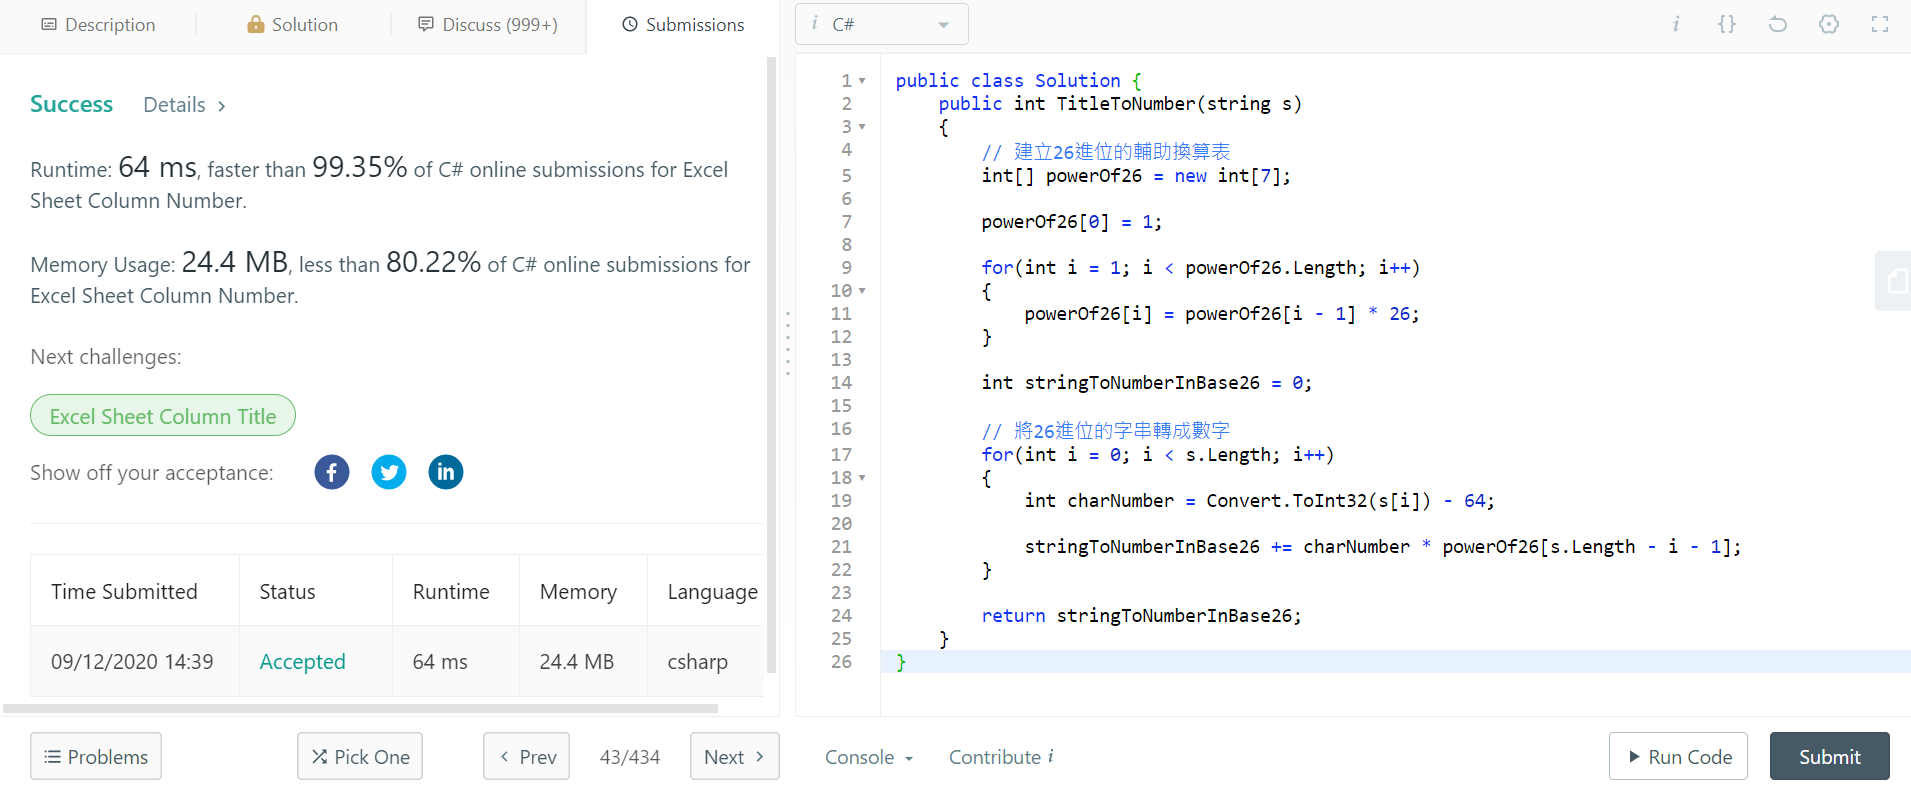 Description
Solution
Discuss (999+)
Submissions
Success
Details
Runtime: 64 ms, faster than 99.35% of C# online submissions for Excel
Sheet Column Number.
Memory Usage: 24.4 MB, less than 80.22% of C# online submissions for
Excel Sheet Column Number.
Next challenges:
Excel Sheet Column Title
Show off your acceptance:
Time Submitted Status Runtime Memory Language
09/12/2020 14:39 Accepted 64 ms 24.4 MB csharp
Problems
Pick One
Prev
43/434
Next
i C#
i {}
1 public class Solution {
2     public int TitleToNumber(string s)
3     {
4         // 建立26進位的輔助換算表
5         int[] powerOf26 = new int[7];
6
7         powerOf26[0] = 1;
8
9         for(int i = 1; i < powerOf26.Length; i++)
10         {
11             powerOf26[i] = powerOf26[i - 1] * 26;
12         }
13
14         int stringToNumberInBase26 = 0;
15
16         // 將26進位的字串轉成數字
17         for(int i = 0; i < s.Length; i++)
18         {
19             int charNumber = Convert.ToInt32(s[i]) - 64;
20
21             stringToNumberInBase26 += charNumber * powerOf26[s.Length - i - 1];
22         }
23
24         return stringToNumberInBase26;
25     }
26 }
Console
Contribute i
Run Code
Submit